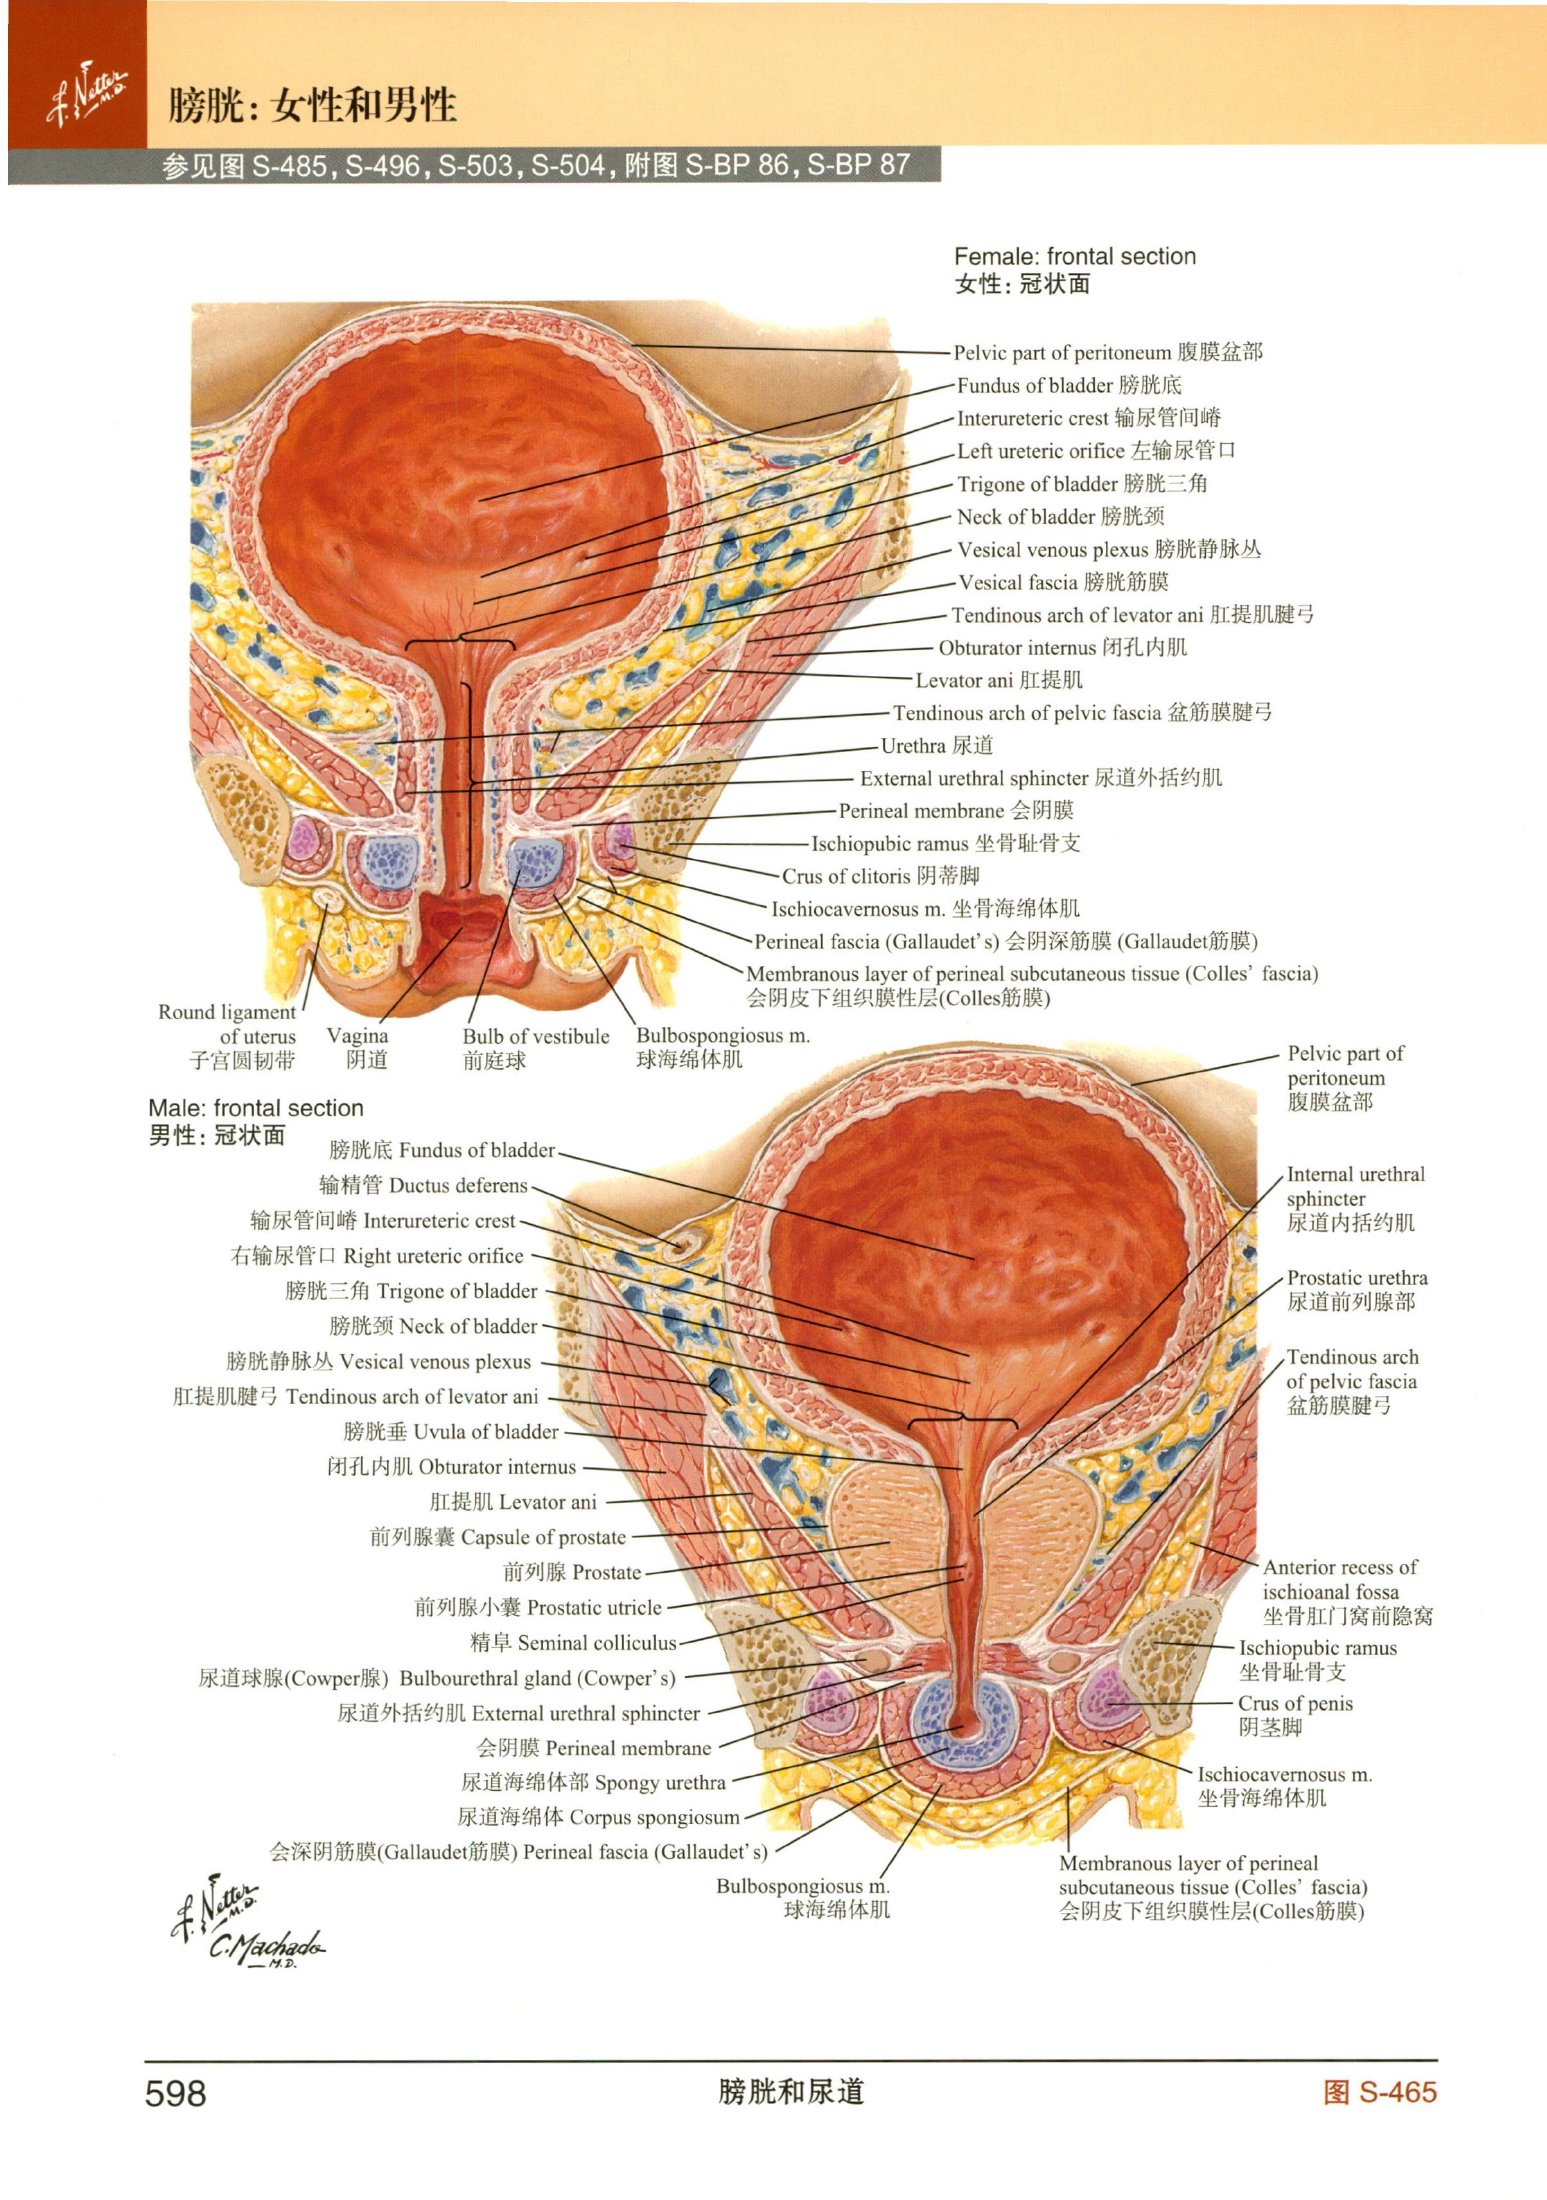 F. Netter M.D.
膀胱：女性和男性
参见图 S-485, S-496, S-503, S-504, 附图 S-BP 86, S-BP 87
Female: frontal section
女性：冠状面
Pelvic part of peritoneum 腹膜盆部
Fundus of bladder 膀胱底
Interureteric crest 输尿管间嵴
Left ureteric orifice 左输尿管口
Trigone of bladder 膀胱三角
Neck of bladder 膀胱颈
Vesical venous plexus 膀胱静脉丛
Vesical fascia 膀胱筋膜
Tendinous arch of levator ani 肛提肌腱弓
Obturator internus 闭孔内肌
Levator ani 肛提肌
Tendinous arch of pelvic fascia 盆筋膜腱弓
Urethra 尿道
External urethral sphincter 尿道外括约肌
Perineal membrane 会阴膜
Ischiopubic ramus 坐骨耻骨支
Crus of clitoris 阴蒂脚
Ischiocavernosus m. 坐骨海绵体肌
Perineal fascia (Gallaudet's) 会阴深筋膜 (Gallaudet筋膜)
Membranous layer of perineal subcutaneous tissue (Colles' fascia)
会阴皮下组织膜性层(Colles筋膜)
Round ligament
of uterus
子宫圆韧带
Vagina
阴道
Bulb of vestibule
前庭球
Bulbospongiosus m.
球海绵体肌
Male: frontal section
男性：冠状面
膀胱底 Fundus of bladder
输精管 Ductus deferens
输尿管间嵴 Interureteric crest
右输尿管口 Right ureteric orifice
膀胱三角 Trigone of bladder
膀胱颈 Neck of bladder
膀胱静脉丛 Vesical venous plexus
肛提肌腱弓 Tendinous arch of levator ani
膀胱垂 Uvula of bladder
闭孔内肌 Obturator internus
肛提肌 Levator ani
前列腺囊 Capsule of prostate
前列腺 Prostate
前列腺小囊 Prostatic utricle
精阜 Seminal colliculus
尿道球腺(Cowper腺) Bulbourethral gland (Cowper's)
尿道外括约肌 External urethral sphincter
会阴膜 Perineal membrane
尿道海绵体部 Spongy urethra
尿道海绵体 Corpus spongiosum
会深阴筋膜(Gallaudet筋膜) Perineal fascia (Gallaudet's)
Bulbospongiosus m.
球海绵体肌
Pelvic part of
peritoneum
腹膜盆部
Internal urethral
sphincter
尿道内括约肌
Prostatic urethra
尿道前列腺部
Tendinous arch
of pelvic fascia
盆筋膜腱弓
Anterior recess of
ischioanal fossa
坐骨肛门窝前隐窝
Ischiopubic ramus
坐骨耻骨支
Crus of penis
阴茎脚
Ischiocavernosus m.
坐骨海绵体肌
Membranous layer of perineal
subcutaneous tissue (Colles' fascia)
会阴皮下组织膜性层(Colles筋膜)
F. Netter M.D.
C. Machado
M.D.
598
膀胱和尿道
图 S-465